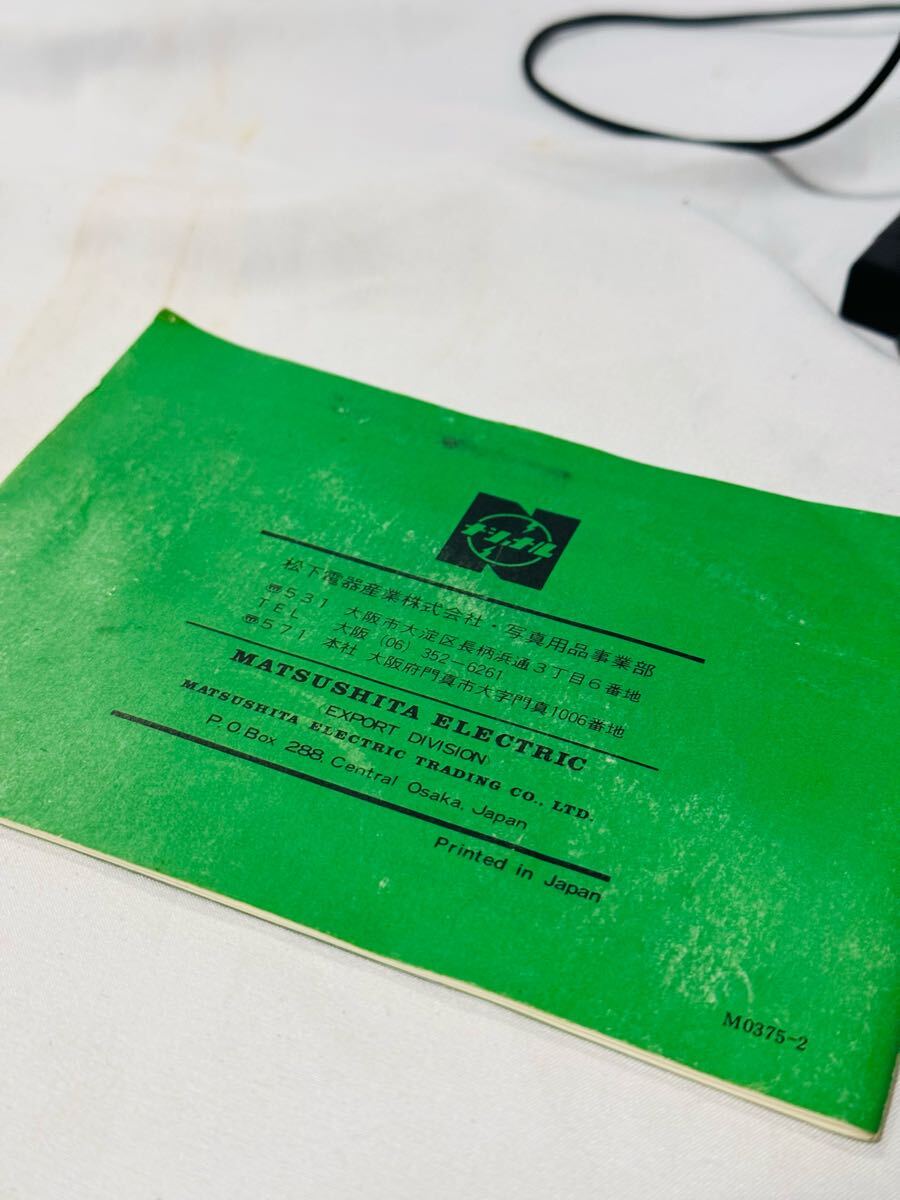 ナショナル
松下電器産業株式会社・写真用品事業部
☎531 大阪市大淀区長柄浜通3丁目6番地
TEL 大阪 (06) 352-6261
☎571 本社 大阪府門真市大字門真1006番地
MATSUSHITA ELECTRIC
EXPORT DIVISION
MATSUSHITA ELECTRIC TRADING CO., LTD.
P.O Box 288, Central Osaka, Japan
Printed in Japan
M0375-2